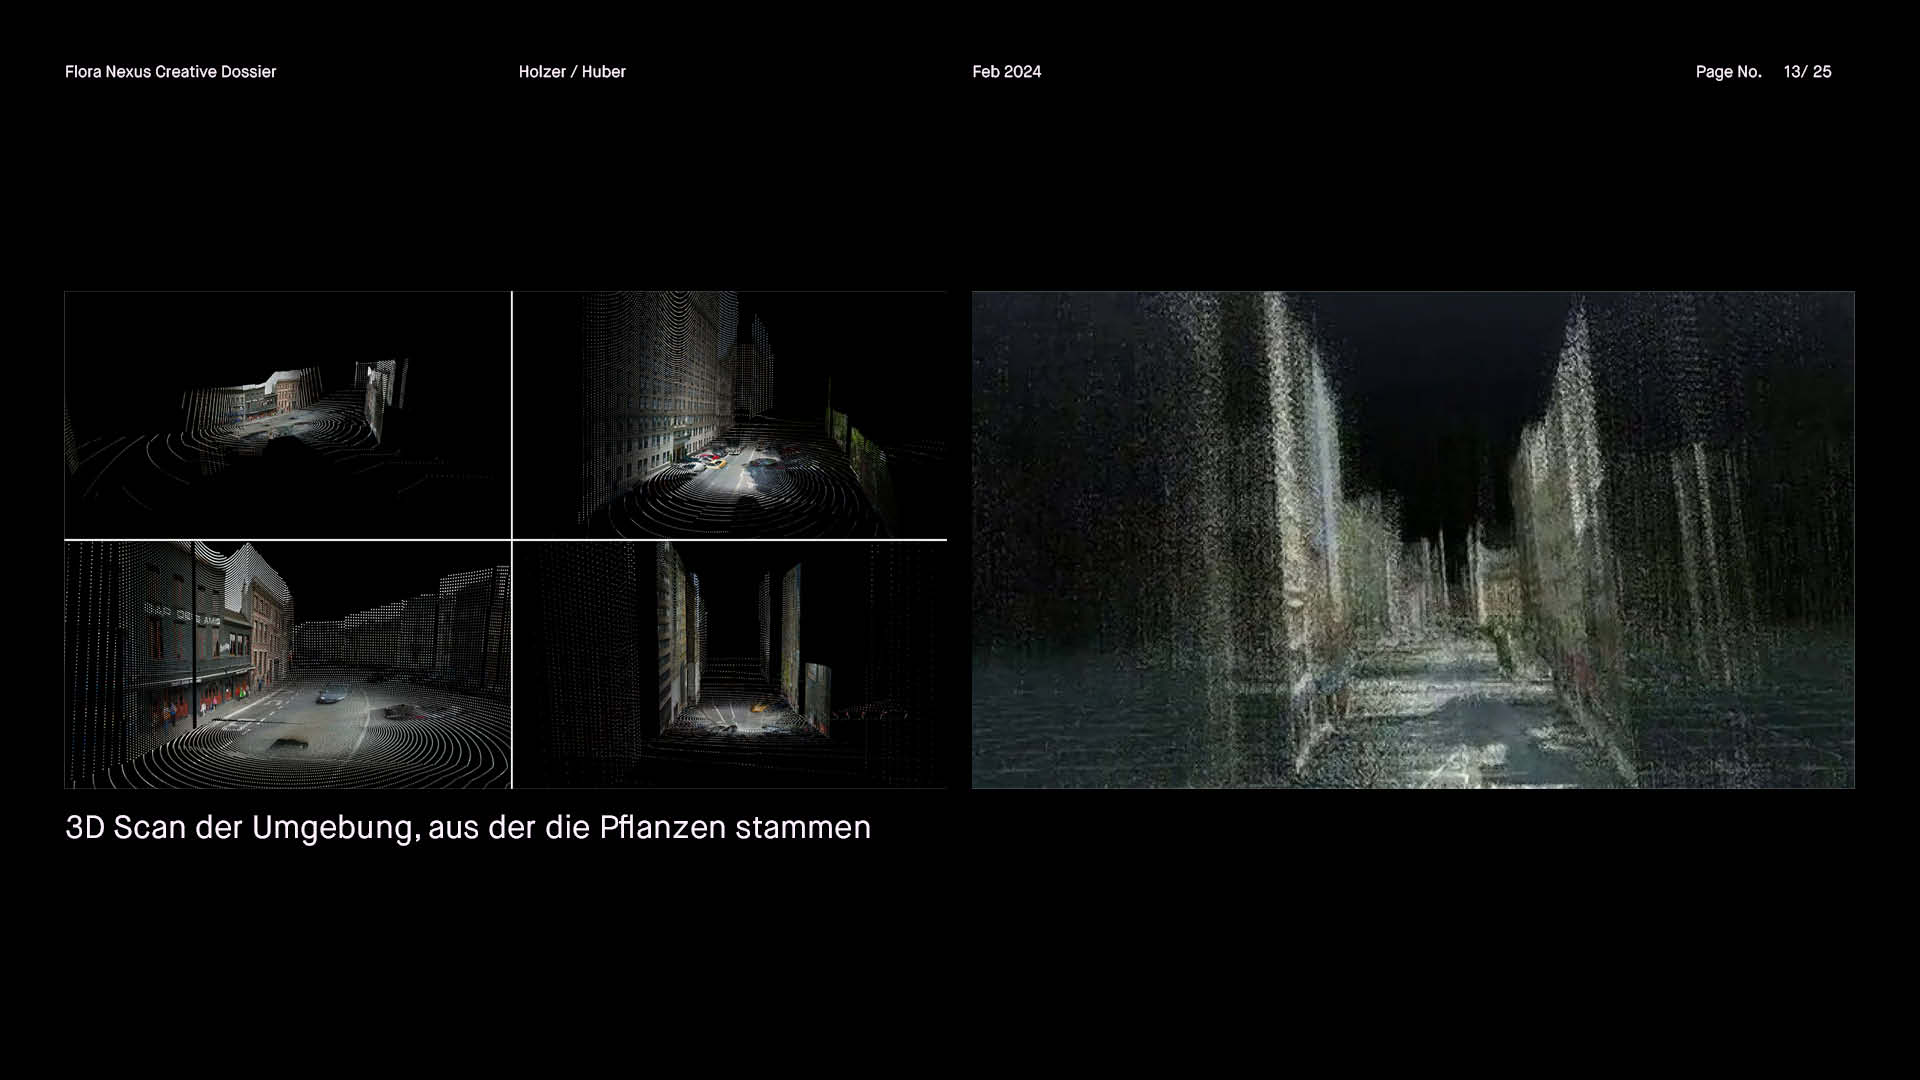 Flora Nexus Creative Dossier
Holzer / Huber
Feb 2024
Page No. 13/ 25
3D Scan der Umgebung, aus der die Pflanzen stammen